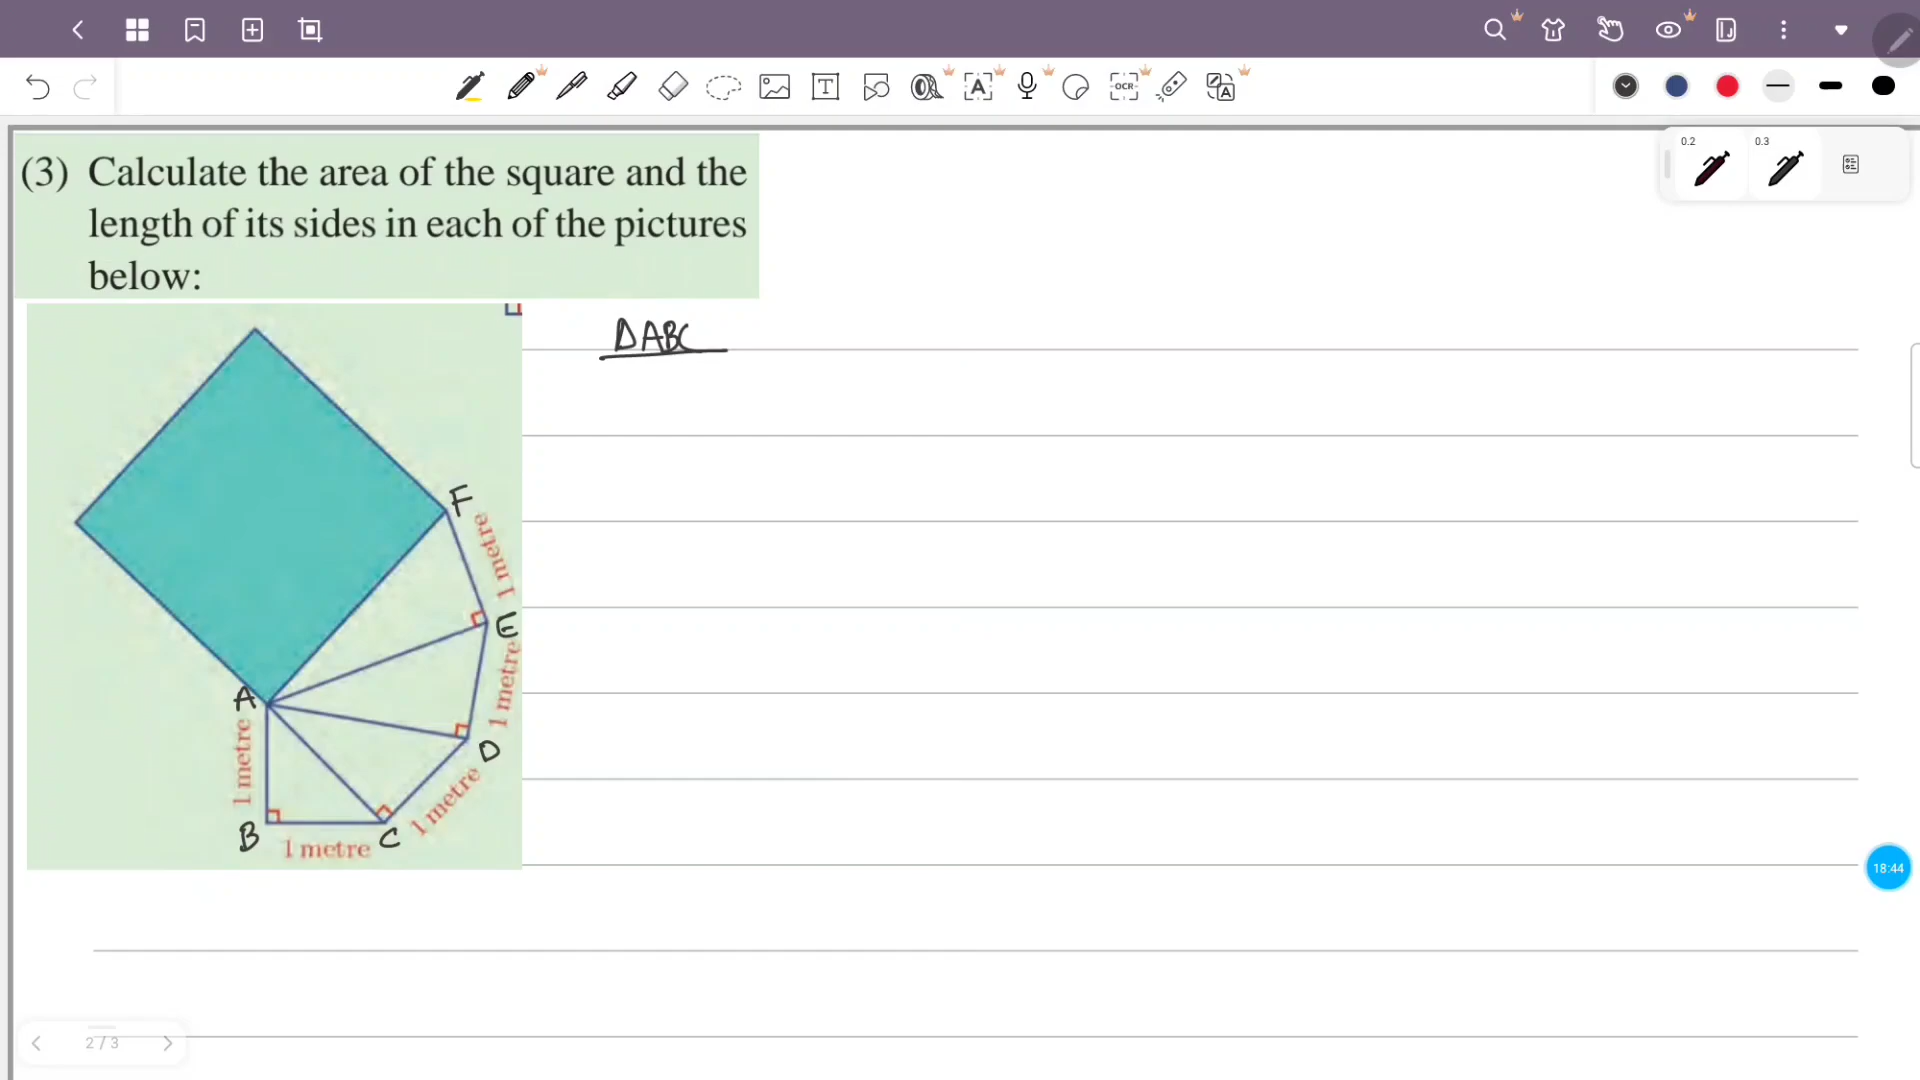 (3) Calculate the area of the square and the
length of its sides in each of the pictures
below:
0.2
0.3
ΔABC
F
1 metre
E
1 metre
A
1 metre
D
1 metre
B
C
1 metre
18:44
2 / 3
T
A
OCR
A